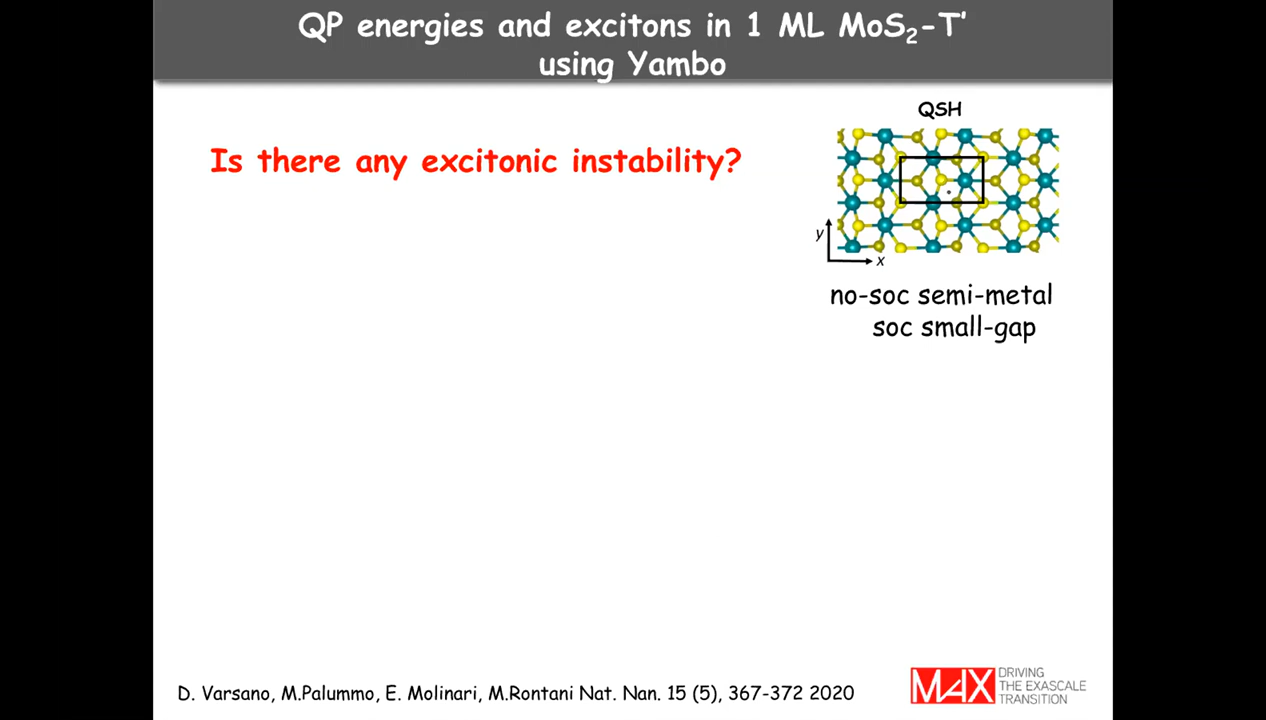 QP energies and excitons in 1 ML MoS₂-T'
using Yambo
QSH
Is there any excitonic instability?
y
x
no-soc semi-metal
soc small-gap
D. Varsano, M.Palummo, E. Molinari, M.Rontani Nat. Nan. 15 (5), 367-372 2020
MAX
DRIVING
THE EXASCALE
TRANSITION